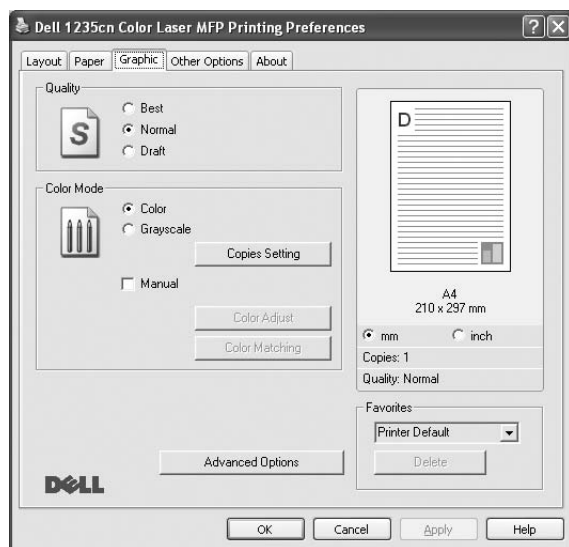 Dell 1235cn Color Laser MFP Printing Preferences
Layout Paper Graphic Other Options About
Quality
S
Best
Normal
Draft
Color Mode
Color
Grayscale
Copies Setting
Manual
Color Adjust
Color Matching
Advanced Options
DELL
D
A4
210 x 297 mm
mm inch
Copies: 1
Quality: Normal
Favorites
Printer Default
Delete
OK Cancel Apply Help